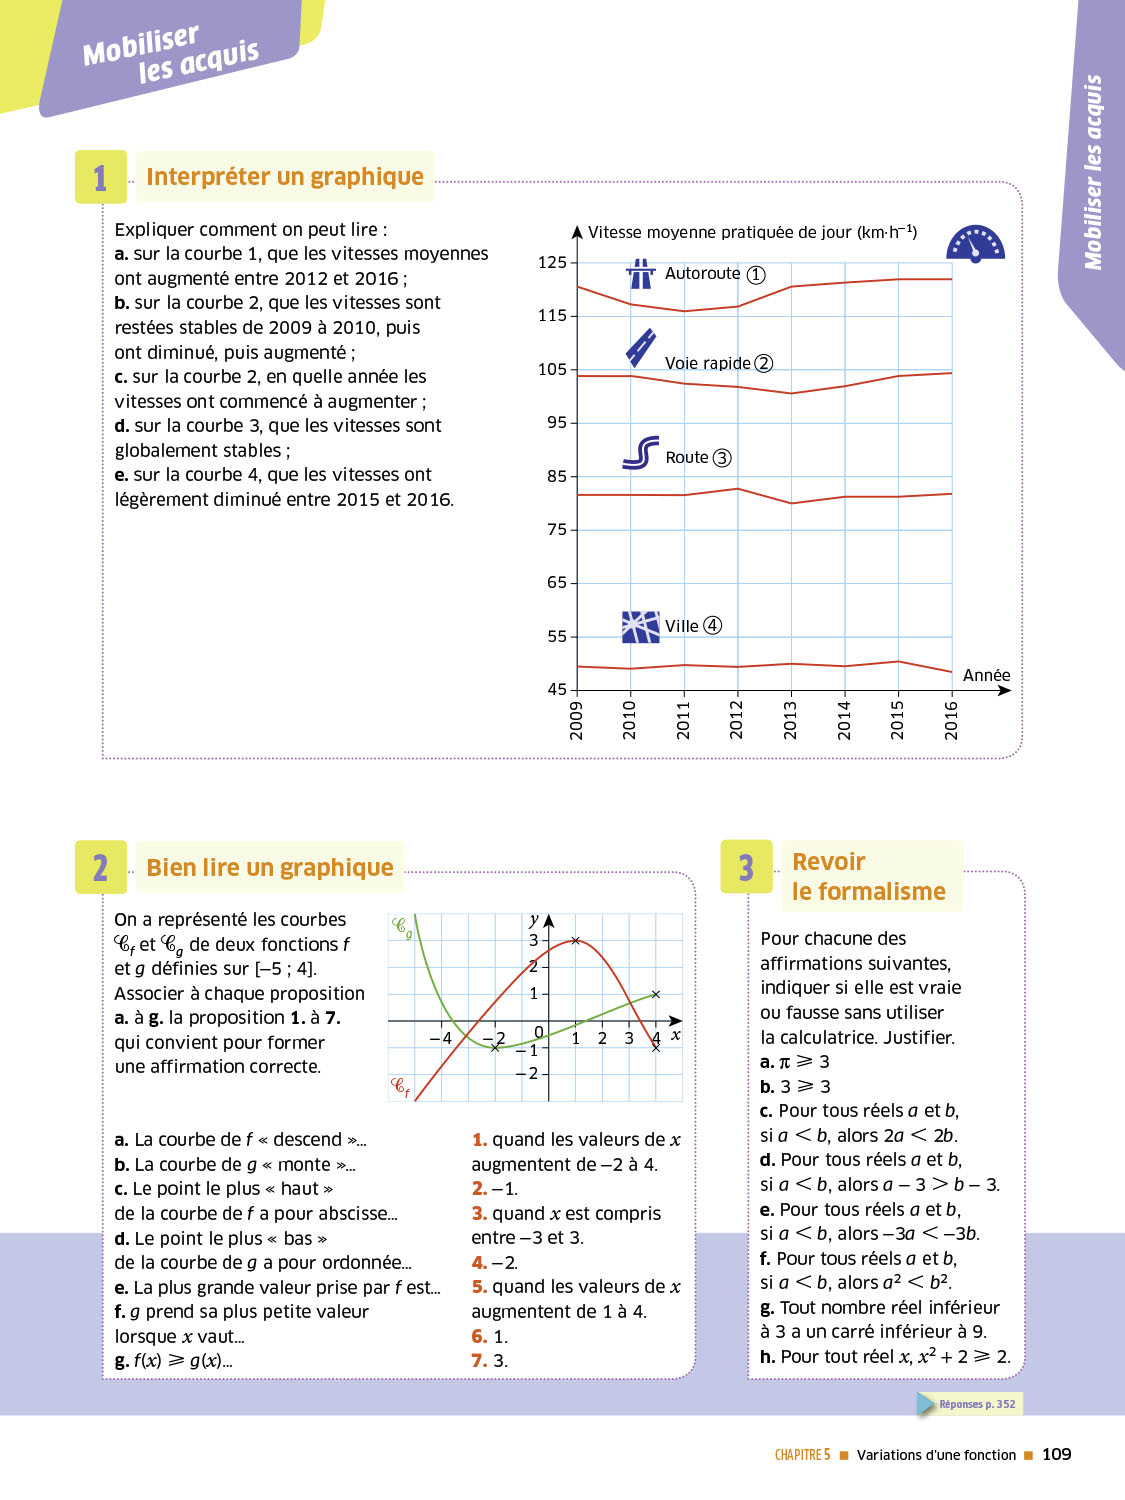 Mobiliser
les acquis
Mobiliser les acquis
1 Interpréter un graphique
Expliquer comment on peut lire :
a. sur la courbe 1, que les vitesses moyennes
ont augmenté entre 2012 et 2016 ;
b. sur la courbe 2, que les vitesses sont
restées stables de 2009 à 2010, puis
ont diminué, puis augmenté ;
c. sur la courbe 2, en quelle année les
vitesses ont commencé à augmenter ;
d. sur la courbe 3, que les vitesses sont
globalement stables ;
e. sur la courbe 4, que les vitesses ont
légèrement diminué entre 2015 et 2016.
Vitesse moyenne pratiquée de jour (km·h⁻¹)
125
Autoroute ①
115
Voie rapide ②
105
95
Route ③
85
75
65
Ville ④
55
45
Année
2009 2010 2011 2012 2013 2014 2015 2016
2 Bien lire un graphique
On a représenté les courbes
𝒞f et 𝒞g de deux fonctions f
et g définies sur [–5 ; 4].
Associer à chaque proposition
a. à g. la proposition 1. à 7.
qui convient pour former
une affirmation correcte.
𝒞g
y
3
2
1
–4 –2 0 1 2 3 4 x
–1
–2
𝒞f
a. La courbe de f « descend »...
b. La courbe de g « monte »...
c. Le point le plus « haut »
de la courbe de f a pour abscisse...
d. Le point le plus « bas »
de la courbe de g a pour ordonnée...
e. La plus grande valeur prise par f est...
f. g prend sa plus petite valeur
lorsque x vaut...
g. f(x) ⩾ g(x)...
1. quand les valeurs de x
augmentent de –2 à 4.
2. –1.
3. quand x est compris
entre –3 et 3.
4. –2.
5. quand les valeurs de x
augmentent de 1 à 4.
6. 1.
7. 3.
3 Revoir
le formalisme
Pour chacune des
affirmations suivantes,
indiquer si elle est vraie
ou fausse sans utiliser
la calculatrice. Justifier.
a. π ⩾ 3
b. 3 ⩾ 3
c. Pour tous réels a et b,
si a < b, alors 2a < 2b.
d. Pour tous réels a et b,
si a < b, alors a – 3 > b – 3.
e. Pour tous réels a et b,
si a < b, alors –3a < –3b.
f. Pour tous réels a et b,
si a < b, alors a² < b².
g. Tout nombre réel inférieur
à 3 a un carré inférieur à 9.
h. Pour tout réel x, x² + 2 ⩾ 2.
Réponses p. 352
CHAPITRE 5 ■ Variations d'une fonction ■ 109